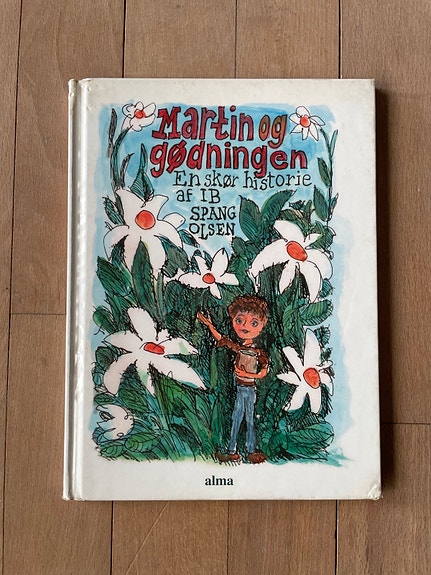 Martin og
gødningen
En skør historie
af IB
SPANG
OLSEN
alma